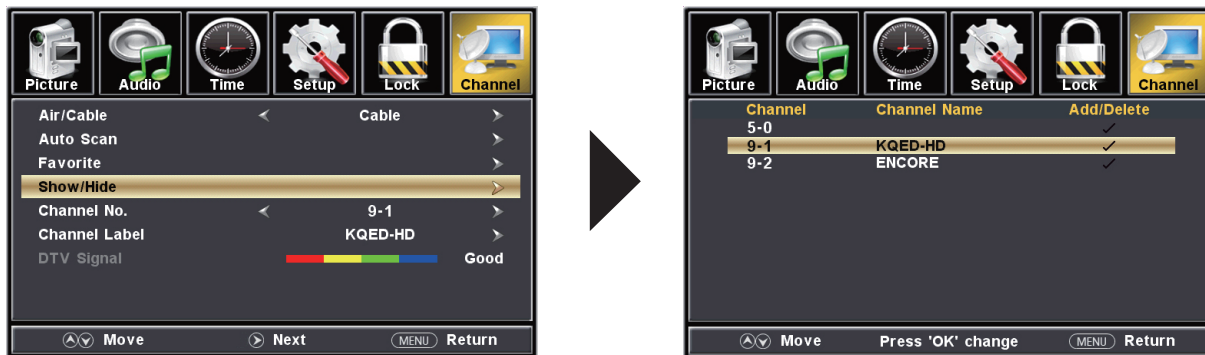 Picture Audio Time Setup Lock Channel
Air/Cable Cable
Auto Scan
Favorite
Show/Hide
Channel No. 9-1
Channel Label KQED-HD
DTV Signal Good
Move Next MENU Return
Picture Audio Time Setup Lock Channel
Channel Channel Name Add/Delete
5-0
9-1 KQED-HD
9-2 ENCORE
Move Press 'OK' change MENU Return